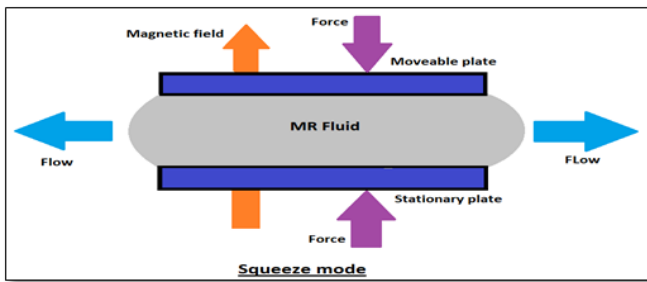 Force
Magnetic field
Moveable plate
MR Fluid
Flow
FLow
Stationary plate
Force
Squeeze mode